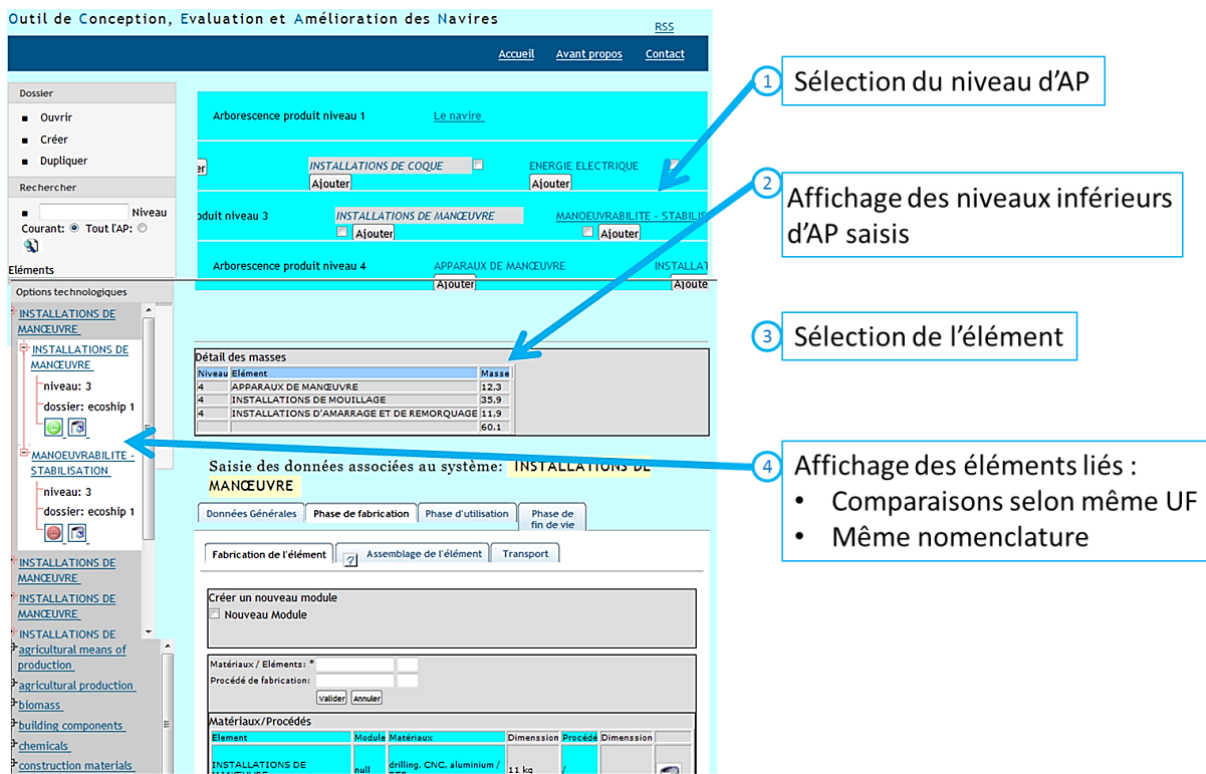 Outil de Conception, Evaluation et Amélioration des Navires
RSS
Accueil Avant propos Contact
Dossier
Ouvrir
Créer
Dupliquer
Rechercher
Niveau
Courant: Tout l'AP:
Eléments
Options technologiques
INSTALLATIONS DE
MANŒUVRE
INSTALLATIONS DE
MANŒUVRE
niveau: 3
dossier: ecoship 1
MANOEUVRABILITE -
STABILISATION
niveau: 3
dossier: ecoship 1
INSTALLATIONS DE
MANŒUVRE
INSTALLATIONS DE
MANŒUVRE
INSTALLATIONS DE
agricultural means of
production
agricultural production
biomass
building components
chemicals
construction materials
Arborescence produit niveau 1 Le navire
er INSTALLATIONS DE COQUE ENERGIE ELECTRIQUE
Ajouter Ajouter
oduit niveau 3 INSTALLATIONS DE MANŒUVRE MANOEUVRABILITE - STABILIS
Ajouter Ajouter
Arborescence produit niveau 4 APPARAUX DE MANŒUVRE INSTALLAT
Ajouter Ajoute
Détail des masses
Niveau Elément Masse
4 APPARAUX DE MANŒUVRE 12.3
4 INSTALLATIONS DE MOUILLAGE 35.9
4 INSTALLATIONS D'AMARRAGE ET DE REMORQUAGE 11.9
60.1
Saisie des données associées au système: INSTALLATIONS DE
MANŒUVRE
Données Générales Phase de fabrication Phase d'utilisation Phase de
fin de vie
Fabrication de l'élément ? Assemblage de l'élément Transport
Créer un nouveau module
Nouveau Module
Matériaux / Eléments: *
Procédé de fabrication:
Valider Annuler
Matériaux/Procédés
Element Module Matériaux Dimenssion Procédé Dimenssion
INSTALLATIONS DE null drilling, CNC, aluminium / 11 kg /
1 Sélection du niveau d'AP
2 Affichage des niveaux inférieurs
d'AP saisis
3 Sélection de l'élément
4 Affichage des éléments liés :
• Comparaisons selon même UF
• Même nomenclature